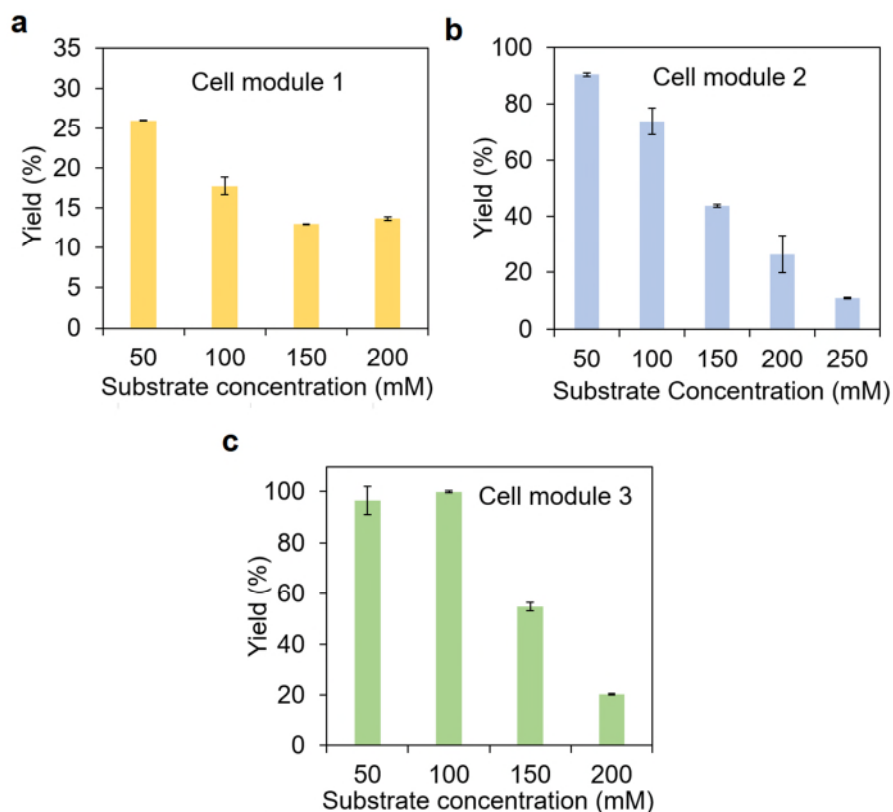 a
Cell module 1
Yield (%)
35
30
25
20
15
10
5
0
50 100 150 200
Substrate concentration (mM)
b
Cell module 2
Yield (%)
100
80
60
40
20
0
50 100 150 200 250
Substrate Concentration (mM)
c
Cell module 3
Yield (%)
100
80
60
40
20
0
50 100 150 200
Substrate concentration (mM)